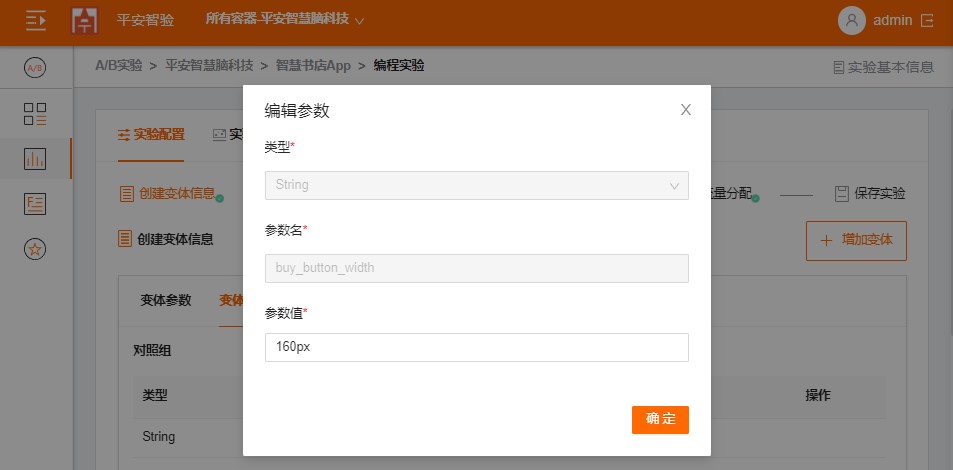 平安智验
所有容器-平安智慧脑科技
admin
A/B
A/B实验 > 平安智慧脑科技 > 智慧书店App > 编程实验
实验基本信息
编辑参数
实验配置
类型*
String
创建变体信息
流量分配
保存实验
参数名*
创建变体信息
+ 增加变体
buy_button_width
变体参数
参数值*
160px
对照组
类型
操作
确定
String